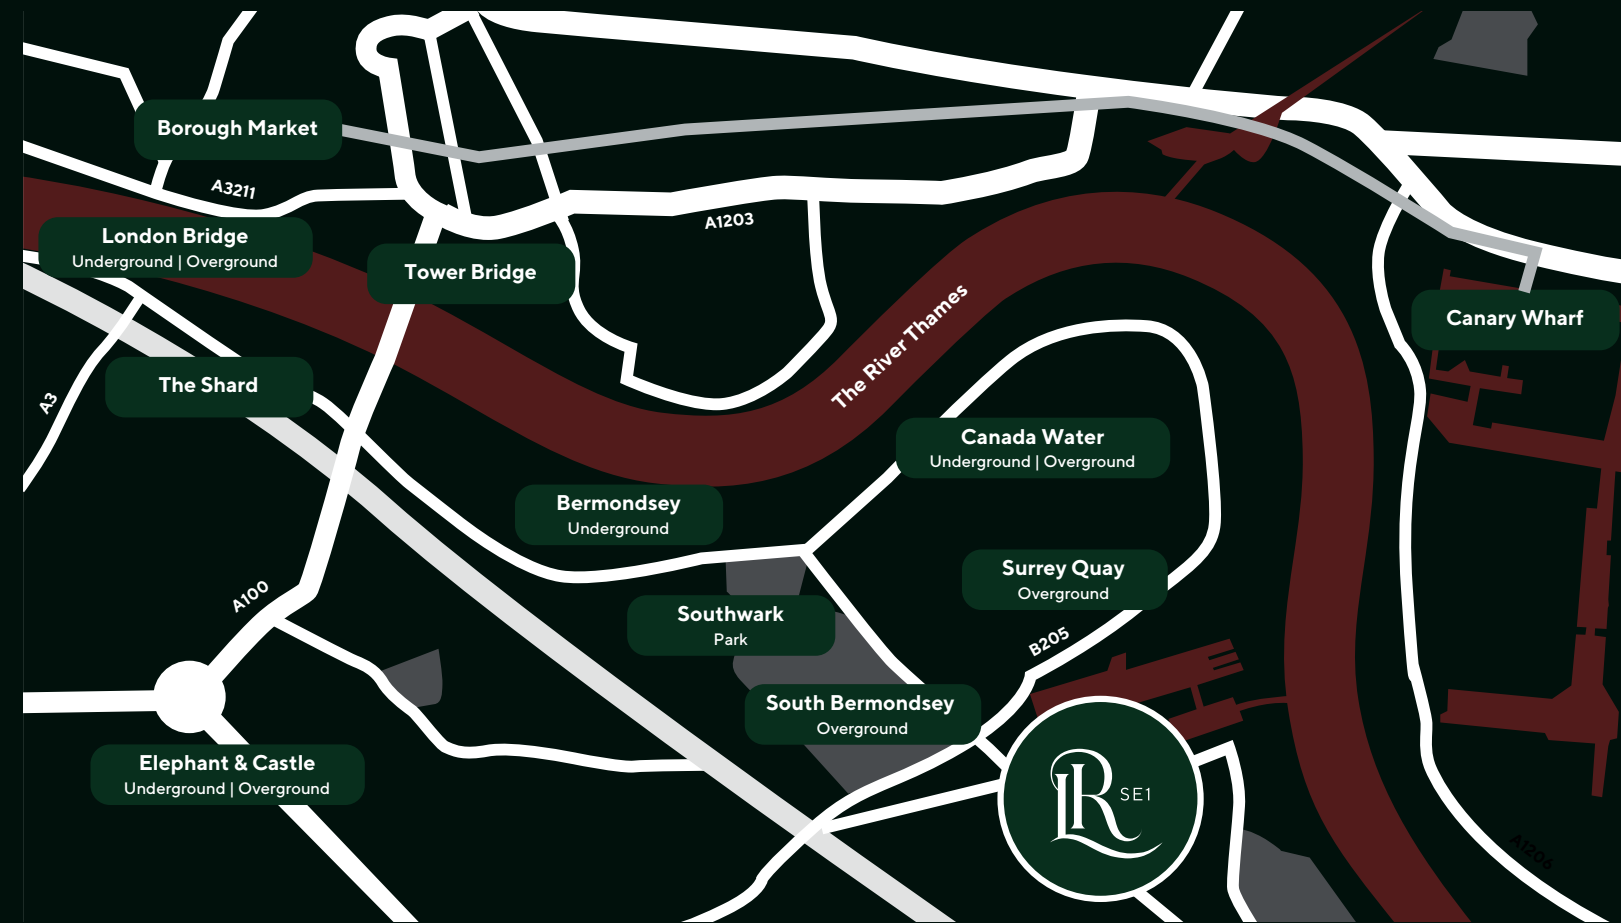 Borough Market
A3211
London Bridge
Underground | Overground
Tower Bridge
A1203
The River Thames
Canary Wharf
The Shard
A3
Canada Water
Underground | Overground
Bermondsey
Underground
Surrey Quay
Overground
A100
Southwark
Park
B205
South Bermondsey
Overground
Elephant & Castle
Underground | Overground
LR
SE1
A1206